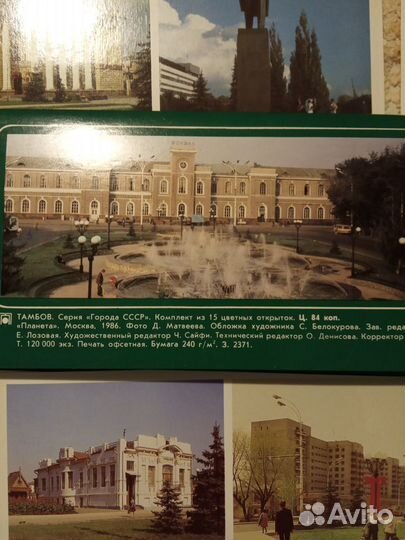 ВОКЗАЛ
ТАМБОВ. Серия «Города СССР». Комплект из 15 цветных открыток. Ц. 84 коп.
«Планета». Москва, 1986. Фото Д. Матвеева. Обложка художника С. Белокурова. Зав. реда
Е. Лозовая. Художественный редактор Ч. Сайфи. Технический редактор О. Денисова. Корректор
Т. 120 000 экз. Печать офсетная. Бумага 240 г/м². З. 2371.
Avito